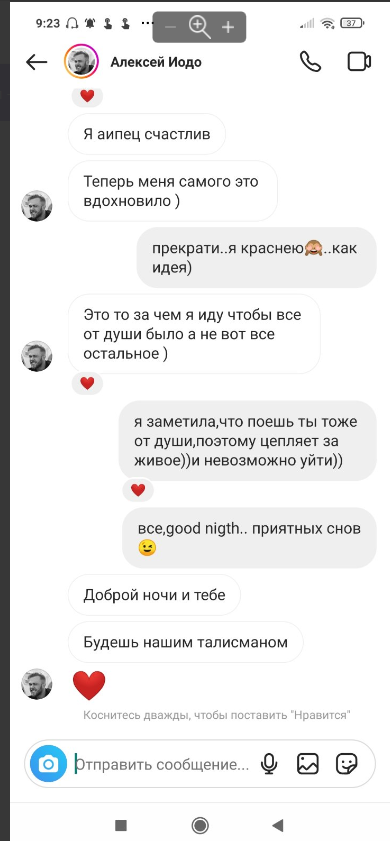 9:23
37
Алексей Иодо
Я аипец счастлив
Теперь меня самого это
вдохновило )
прекрати..я краснею🙈..как
идея)
Это то за чем я иду чтобы все
от души было а не вот все
остальное )
я заметила,что поешь ты тоже
от души,поэтому цепляет за
живое))и невозможно уйти))
все,good nigth.. приятных снов
😉
Доброй ночи и тебе
Будешь нашим талисманом
Коснитесь дважды, чтобы поставить "Нравится"
Отправить сообщение...